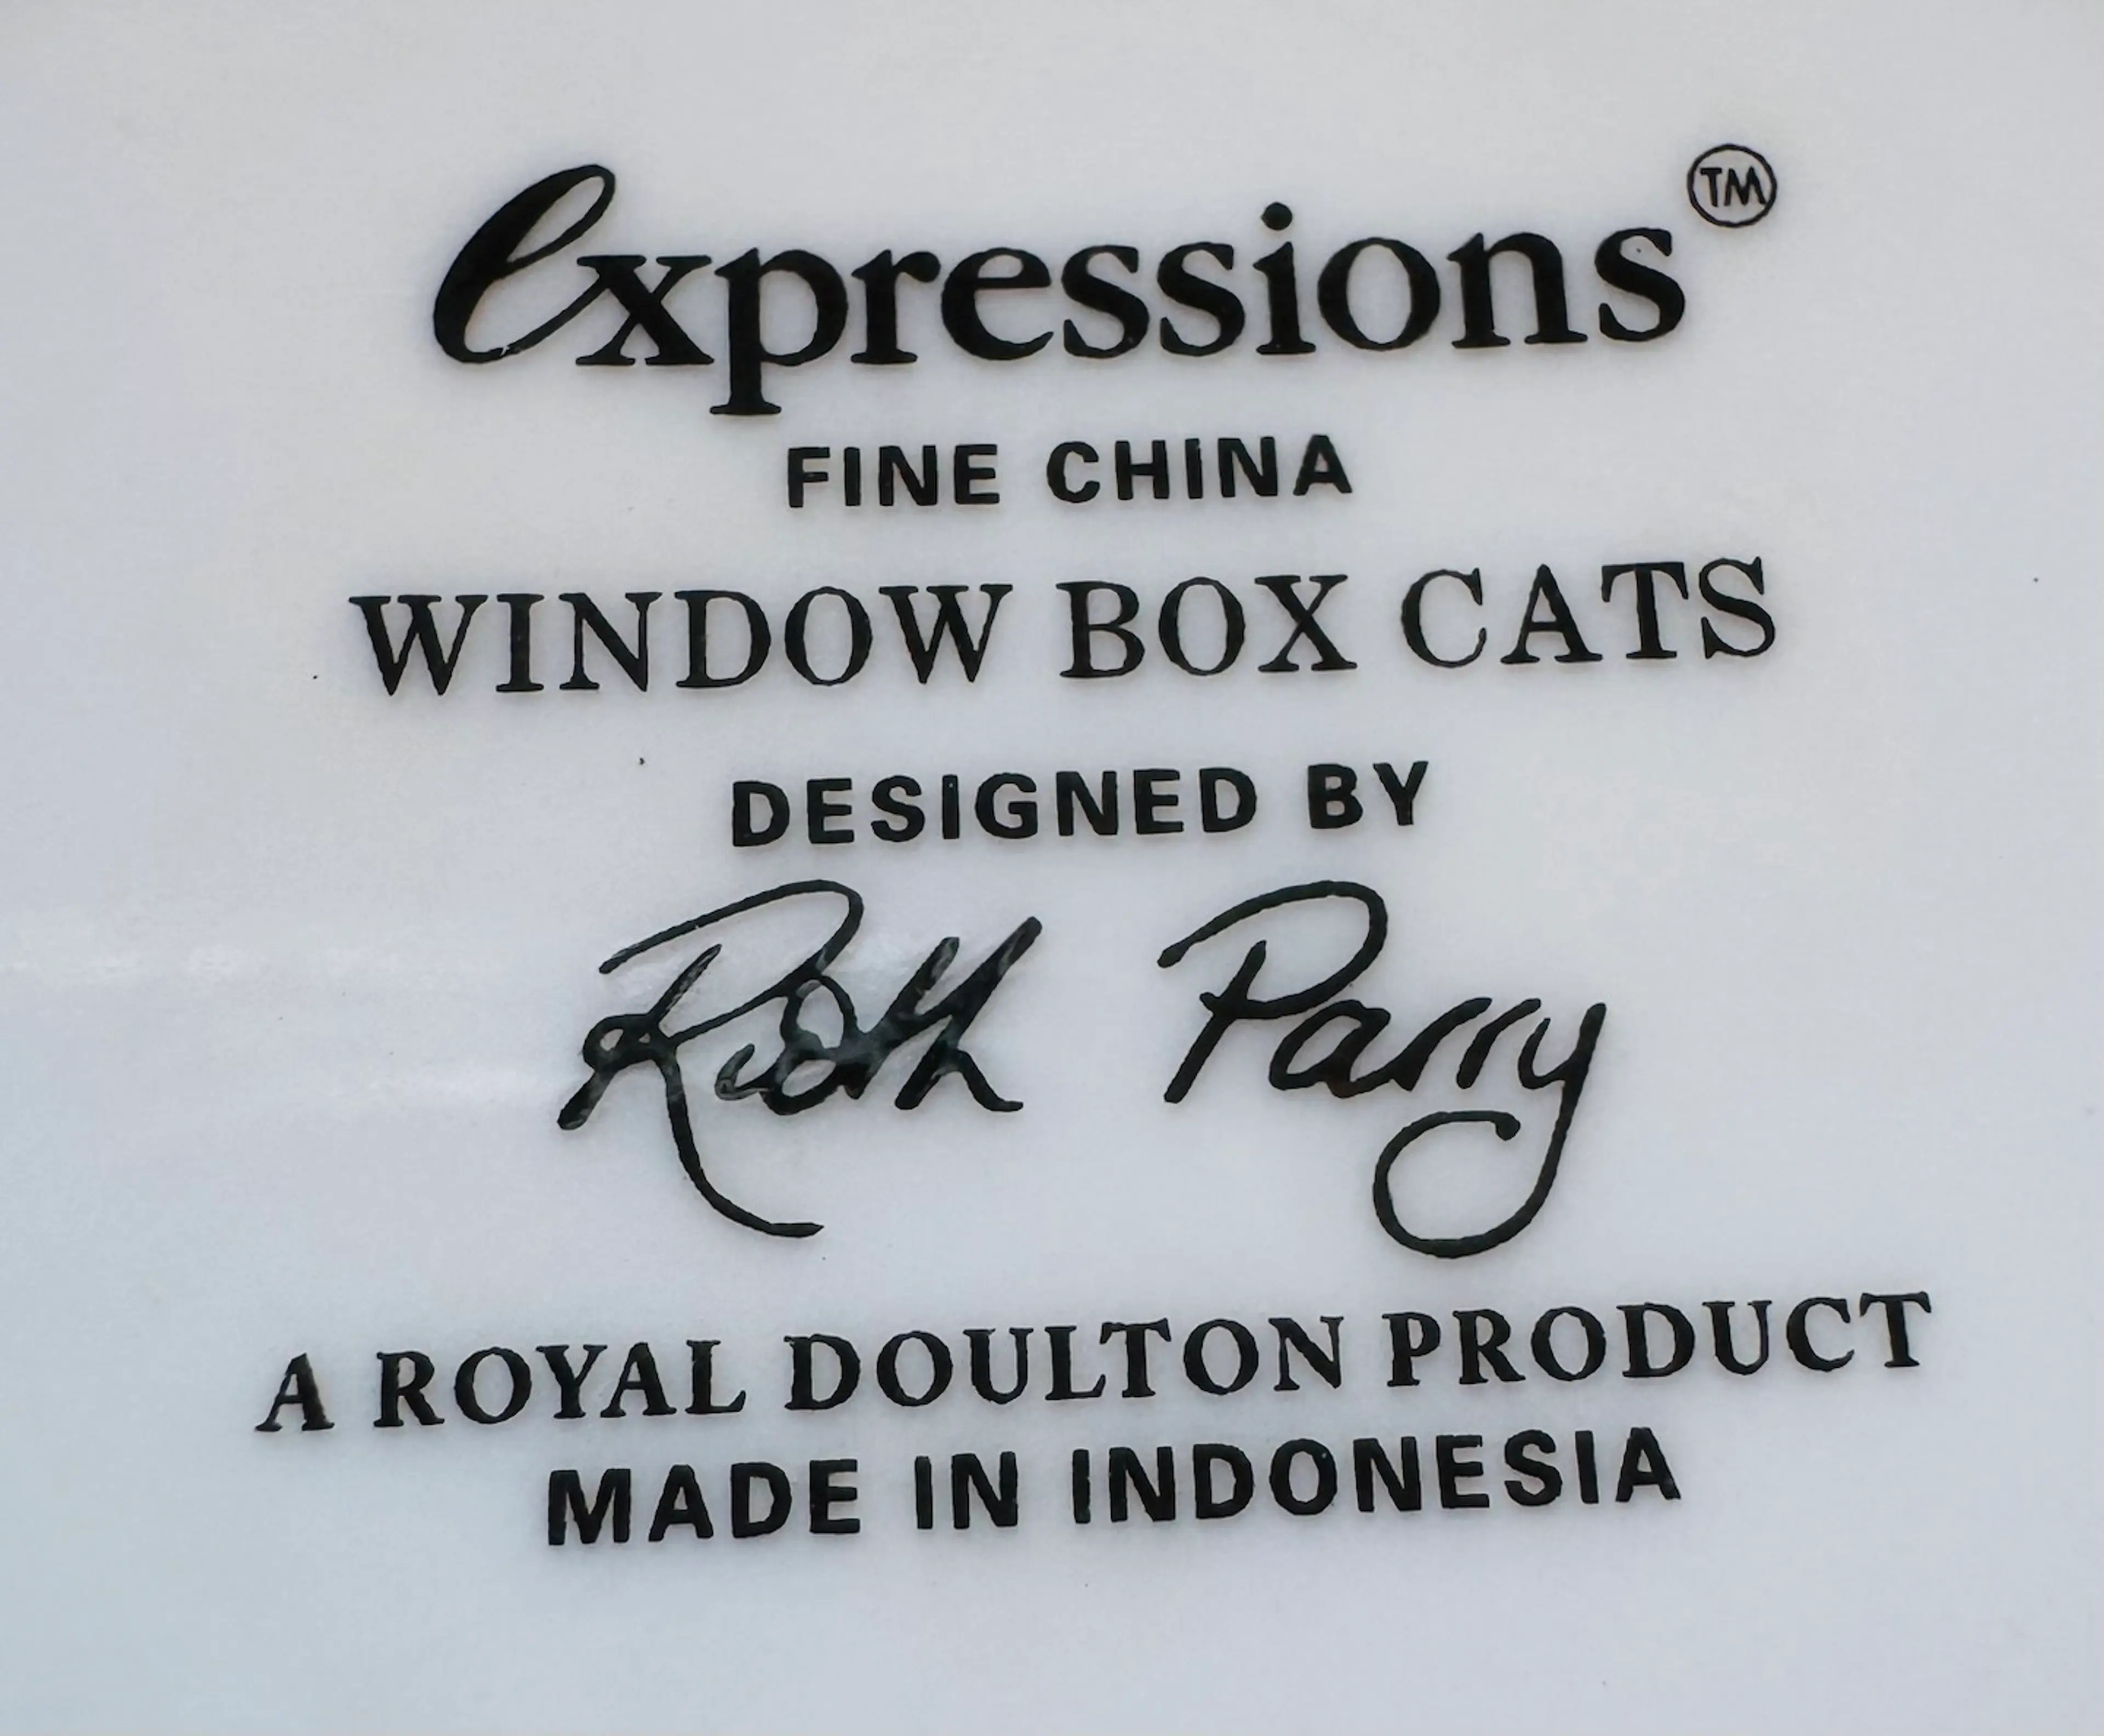 expressions™
FINE CHINA
WINDOW BOX CATS
DESIGNED BY
Ruth Parry
A ROYAL DOULTON PRODUCT
MADE IN INDONESIA